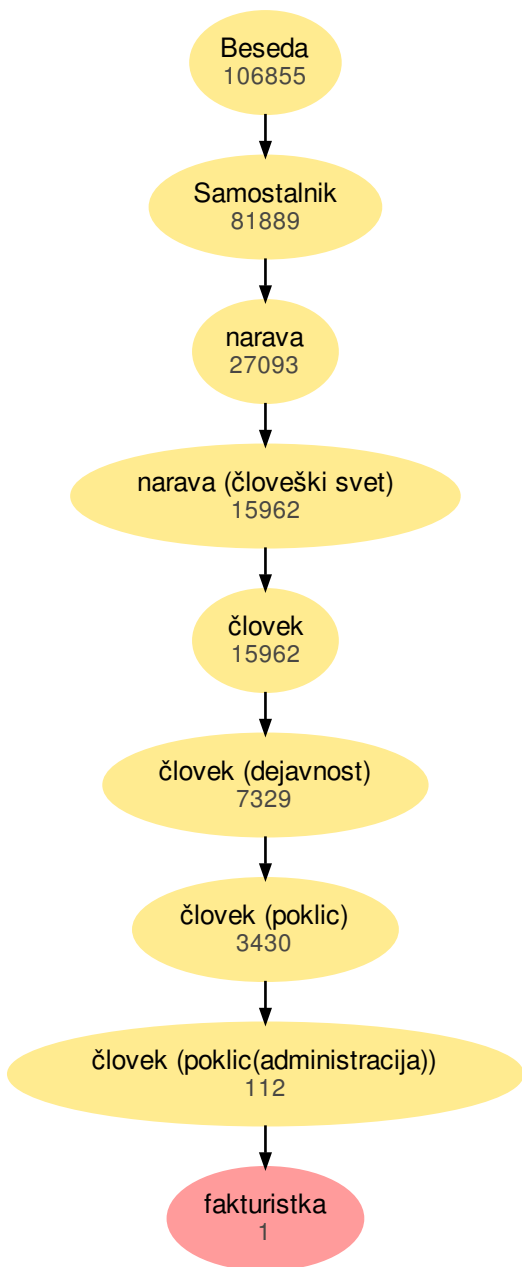 Beseda
106855
Samostalnik
81889
narava
27093
narava (človeški svet)
15962
človek
15962
človek (dejavnost)
7329
človek (poklic)
3430
človek (poklic(administracija))
112
fakturistka
1